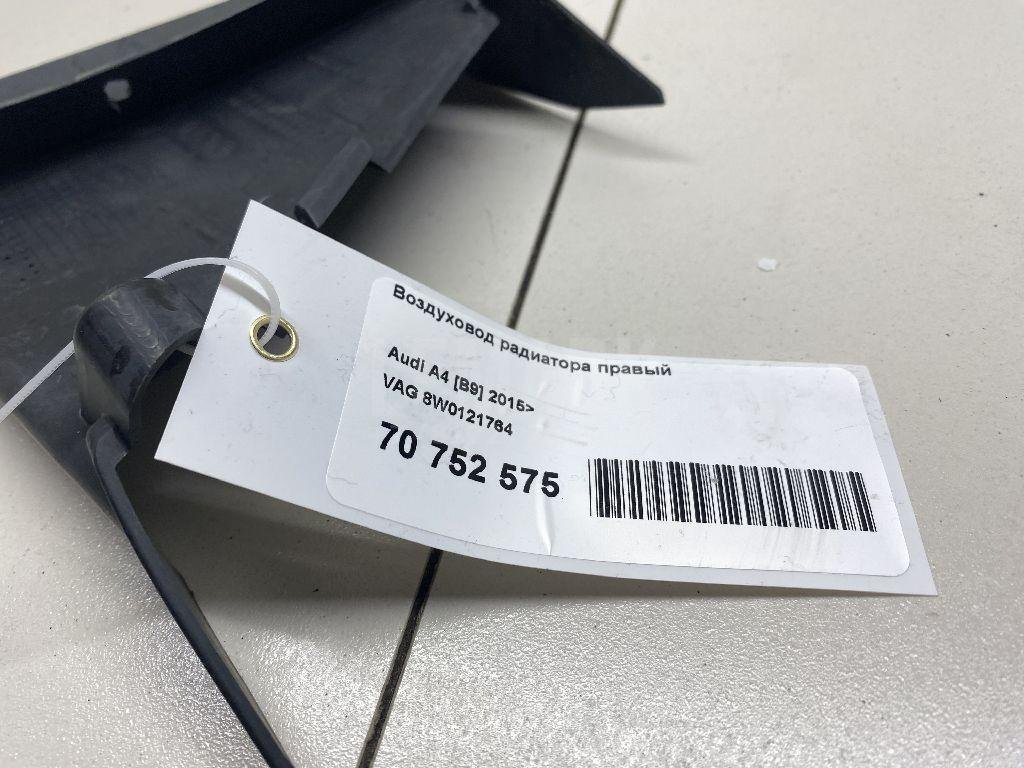 Воздуховод радиатора правый
Audi A4 [B9] 2015>
VAG 8W0121764
70 752 575